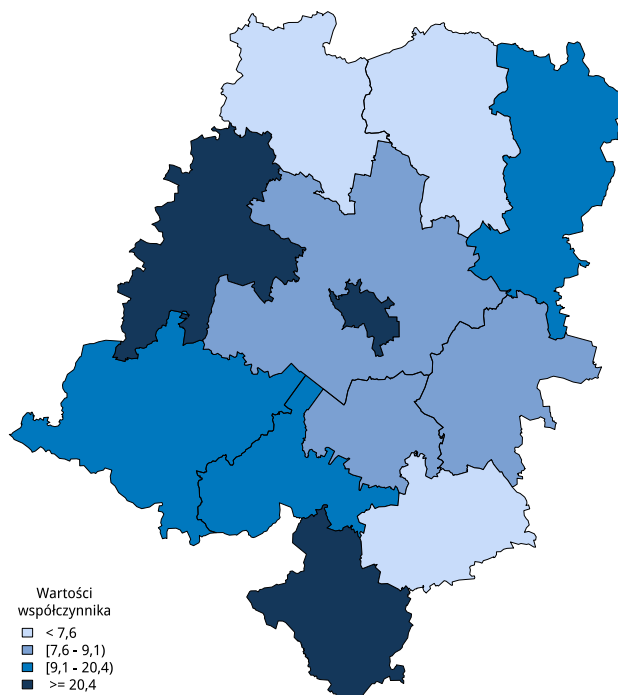 Wartości
współczynnika
< 7,6
[7,6 - 9,1)
[9,1 - 20,4)
>= 20,4